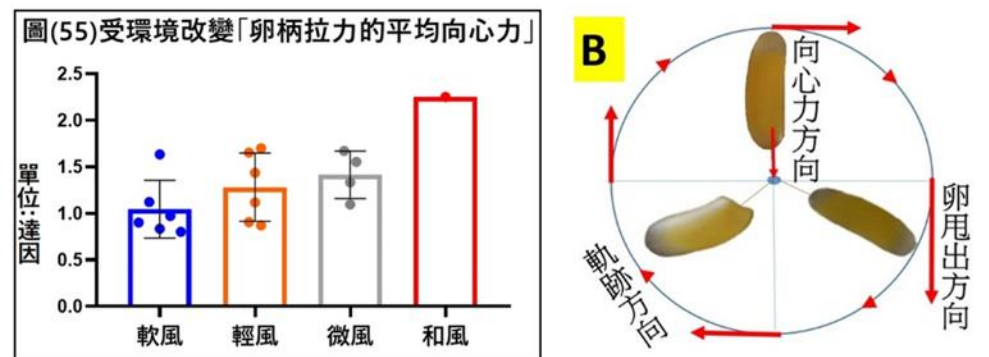 圖(55)受環境改變「卵柄拉力的平均向心力」
單位:達因
2.5
2.0
1.5
1.0
0.5
0.0
軟風
輕風
微風
和風
B
向心力方向
卵甩出方向
軌跡方向